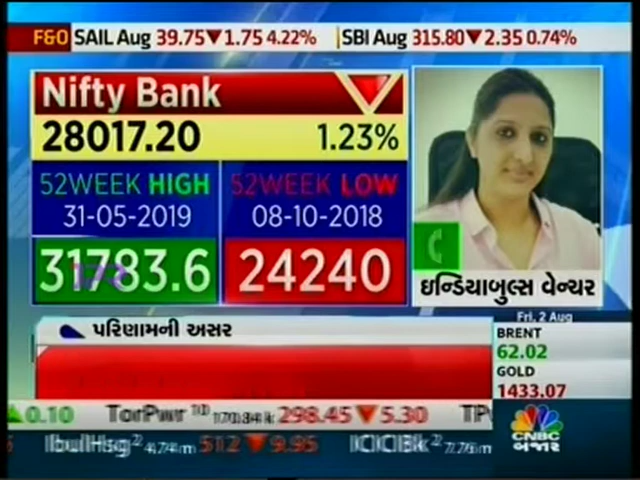 F&O SAIL Aug 39.75▼1.75 4.22% SBI Aug 315.80▼2.35 0.74%
Nifty Bank
28017.20 1.23%
52WEEK HIGH 52WEEK LOW
31-05-2019 08-10-2018
31783.6 24240
ઇન્ડિયાબુલ્સ વેન્ચર
Fri, 2 Aug
પરિણામની અસર
BRENT
62.02
GOLD
1433.07
▲0.10 TorPwr 298.45▼5.30
IbulHsg 512▼9.95 ICICIBk
CNBC
બજાર